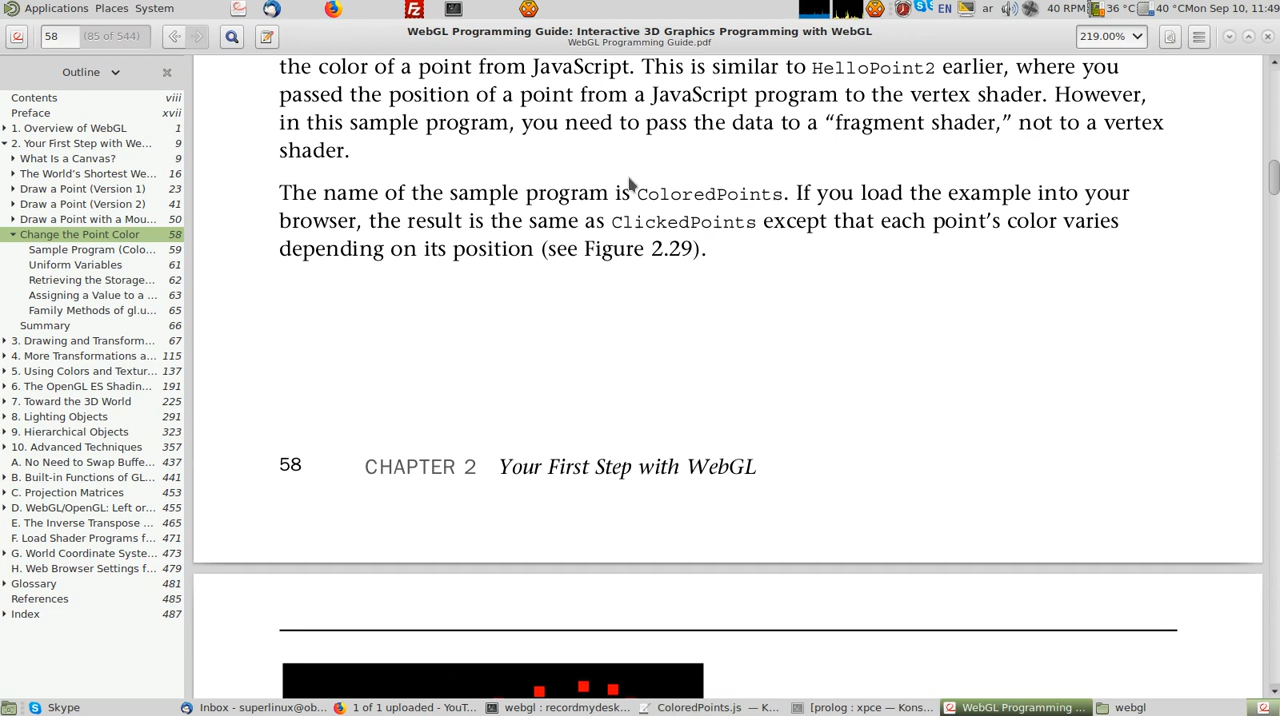 Applications Places System
EN ar 40 RPM 36 °C 40 °C Mon Sep 10, 11:49
58 (85 of 544)
WebGL Programming Guide: Interactive 3D Graphics Programming with WebGL
WebGL Programming Guide.pdf
219.00%
Outline
Contents viii
Preface xvii
1. Overview of WebGL 1
2. Your First Step with We... 9
What Is a Canvas? 9
The World's Shortest We... 16
Draw a Point (Version 1) 23
Draw a Point (Version 2) 41
Draw a Point with a Mou... 50
Change the Point Color 58
Sample Program (Colo... 59
Uniform Variables 61
Retrieving the Storage... 62
Assigning a Value to a ... 63
Family Methods of gl.u... 65
Summary 66
3. Drawing and Transform... 67
4. More Transformations a... 115
5. Using Colors and Textur... 137
6. The OpenGL ES Shadin... 191
7. Toward the 3D World 225
8. Lighting Objects 291
9. Hierarchical Objects 323
10. Advanced Techniques 357
A. No Need to Swap Buffe... 437
B. Built-in Functions of GL... 441
C. Projection Matrices 453
D. WebGL/OpenGL: Left or... 455
E. The Inverse Transpose ... 465
F. Load Shader Programs f... 471
G. World Coordinate Syste... 473
H. Web Browser Settings f... 479
Glossary 481
References 485
Index 487
the color of a point from JavaScript. This is similar to HelloPoint2 earlier, where you
passed the position of a point from a JavaScript program to the vertex shader. However,
in this sample program, you need to pass the data to a “fragment shader,” not to a vertex
shader.
The name of the sample program is ColoredPoints. If you load the example into your
browser, the result is the same as ClickedPoints except that each point’s color varies
depending on its position (see Figure 2.29).
58 CHAPTER 2 Your First Step with WebGL
Skype
Inbox - superlinux@ob...
1 of 1 uploaded - YouT...
webgl : recordmydesk...
ColoredPoints.js — K...
[prolog : xpce — Kons...
WebGL Programming ...
webgl